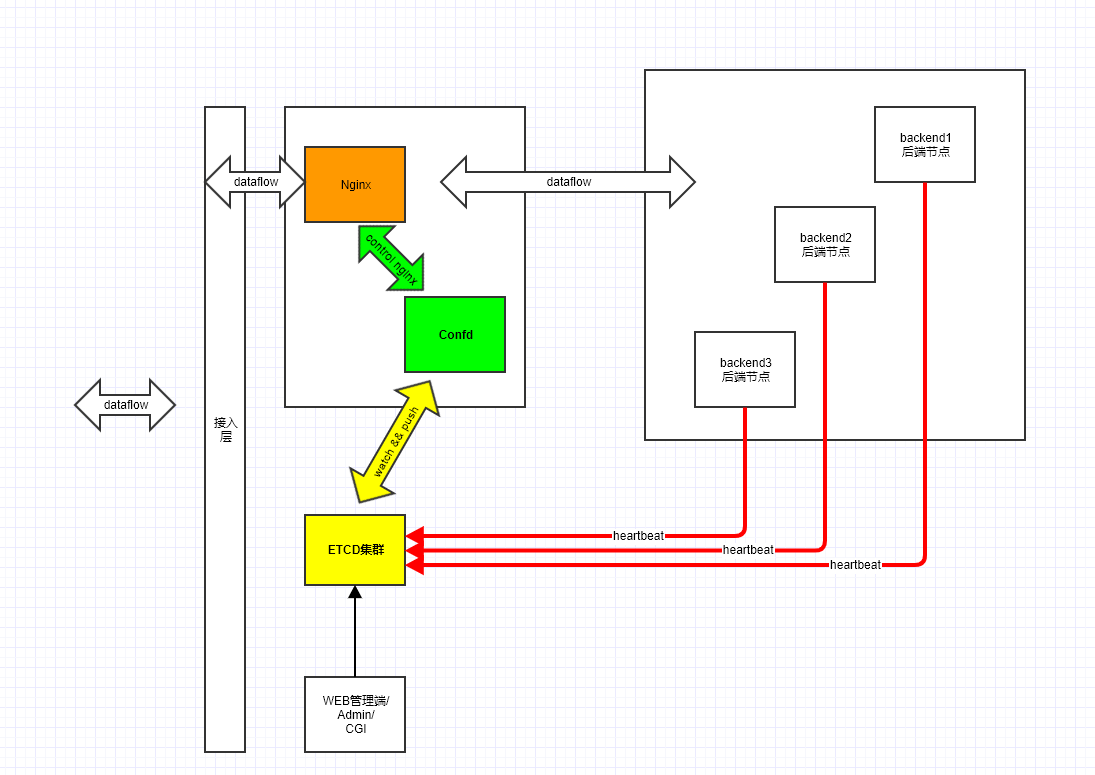 backend1
后端节点
dataflow
Nginx
dataflow
control nginx
backend2
后端节点
Confd
backend3
后端节点
dataflow
接入
层
watch && push
heartbeat
ETCD集群
heartbeat
heartbeat
WEB管理端/
Admin/
CGI